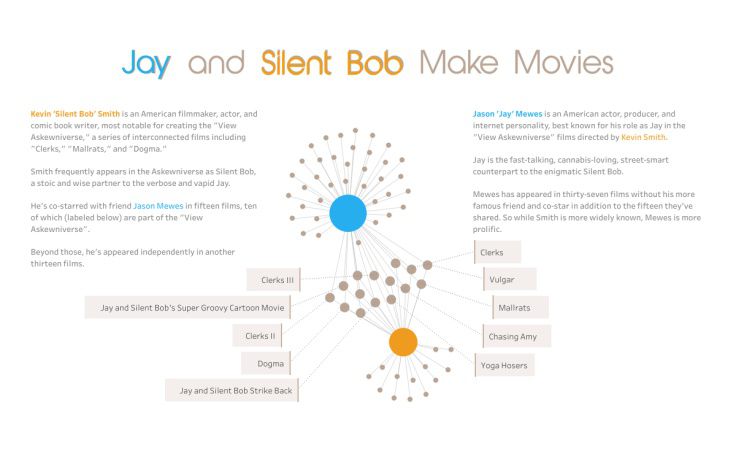 Jay and Silent Bob Make Movies
Kevin 'Silent Bob' Smith is an American filmmaker, actor, and
comic book writer, most notable for creating the "View
Askewniverse," a series of interconnected films including
"Clerks," "Mallrats," and "Dogma."
Smith frequently appears in the Askewniverse as Silent Bob,
a stoic and wise partner to the verbose and vapid Jay.
He's co-starred with friend Jason Mewes in fifteen films, ten
of which (labeled below) are part of the "View
Askewniverse".
Beyond those, he's appeared independently in another
thirteen films.
Jason 'Jay' Mewes is an American actor, producer, and
internet personality, best known for his role as Jay in the
"View Askewniverse" films directed by Kevin Smith.
Jay is the fast-talking, cannabis-loving, street-smart
counterpart to the enigmatic Silent Bob.
Mewes has appeared in thirty-seven films without his more
famous friend and co-star in addition to the fifteen they've
shared. So while Smith is more widely known, Mewes is more
prolific.
Clerks III
Jay and Silent Bob's Super Groovy Cartoon Movie
Clerks II
Dogma
Jay and Silent Bob Strike Back
Clerks
Vulgar
Mallrats
Chasing Amy
Yoga Hosers